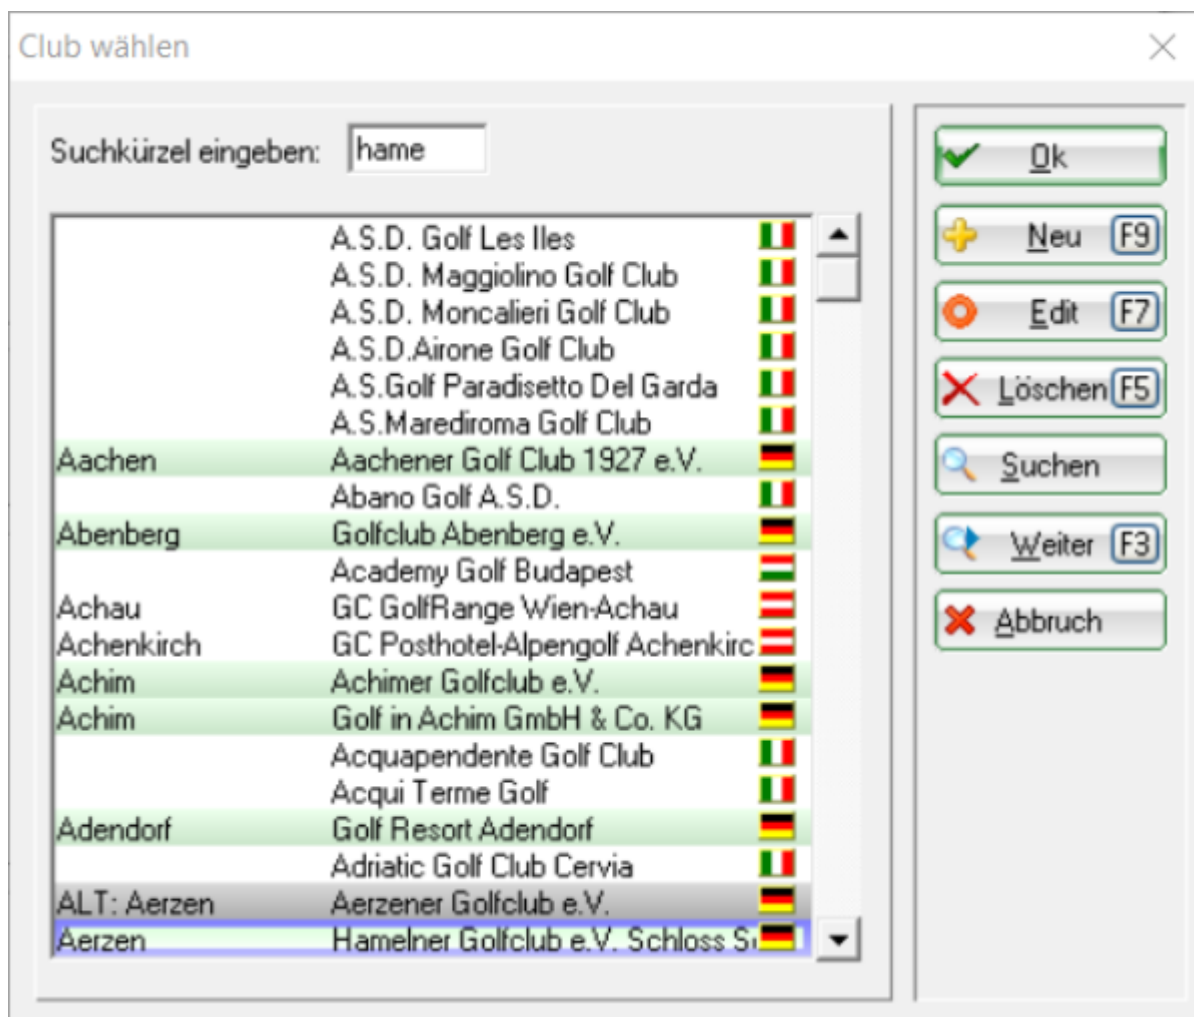 Club wählen
Suchkürzel eingeben: hame
A.S.D. Golf Les Iles
A.S.D. Maggiolino Golf Club
A.S.D. Moncalieri Golf Club
A.S.D.Airone Golf Club
A.S.Golf Paradisetto Del Garda
A.S.Marediroma Golf Club
Aachen Aachener Golf Club 1927 e.V.
Abano Golf A.S.D.
Abenberg Golfclub Abenberg e.V.
Academy Golf Budapest
Achau GC GolfRange Wien-Achau
Achenkirch GC Posthotel-Alpengolf Achenkirc
Achim Achimer Golfclub e.V.
Achim Golf in Achim GmbH & Co. KG
Acquapendente Golf Club
Acqui Terme Golf
Adendorf Golf Resort Adendorf
Adriatic Golf Club Cervia
ALT: Aerzen Aerzener Golfclub e.V.
Aerzen Hamelner Golfclub e.V. Schloss
Ok
Neu F9
Edit F7
Löschen F5
Suchen
Weiter F3
Abbruch